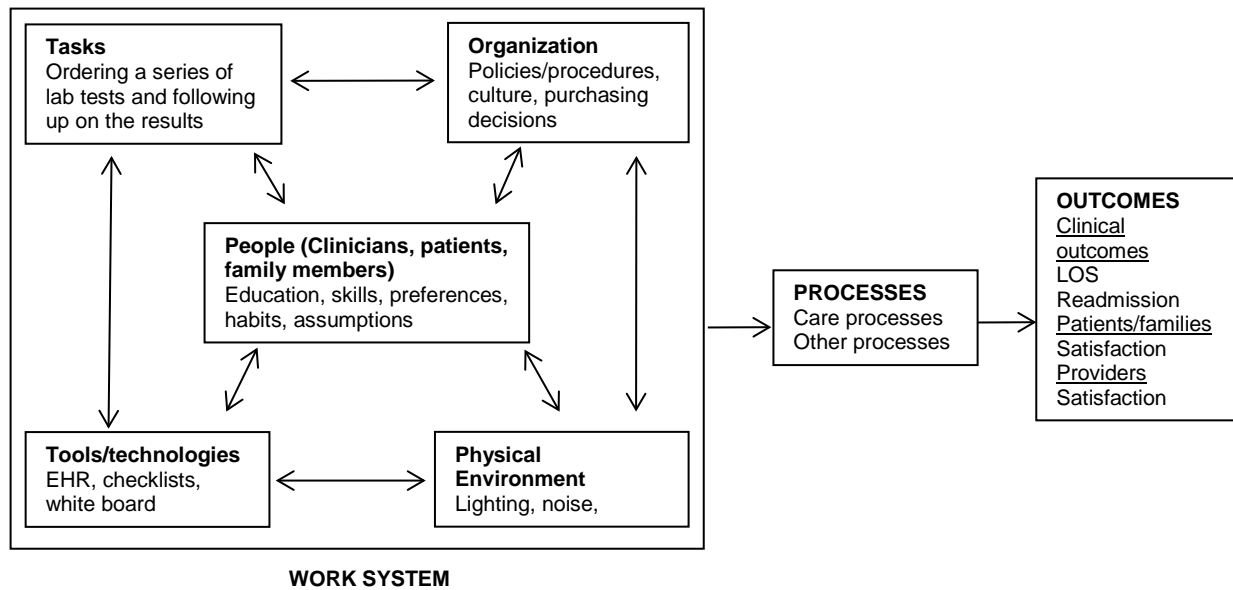 Tasks
Ordering a series of
lab tests and following
up on the results
Organization
Policies/procedures,
culture, purchasing
decisions
People (Clinicians, patients,
family members)
Education, skills, preferences,
habits, assumptions
Tools/technologies
EHR, checklists,
white board
Physical
Environment
Lighting, noise,
WORK SYSTEM
PROCESSES
Care processes
Other processes
OUTCOMES
Clinical
outcomes
LOS
Readmission
Patients/families
Satisfaction
Providers
Satisfaction